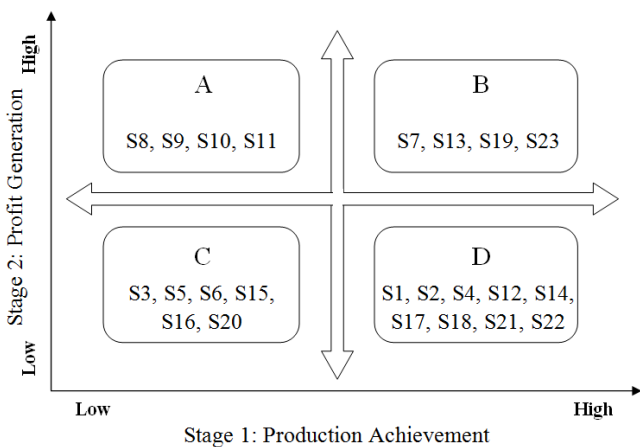 High
Stage 2: Profit Generation
Low
A
S8, S9, S10, S11
B
S7, S13, S19, S23
C
S3, S5, S6, S15,
S16, S20
D
S1, S2, S4, S12, S14,
S17, S18, S21, S22
Low
High
Stage 1: Production Achievement